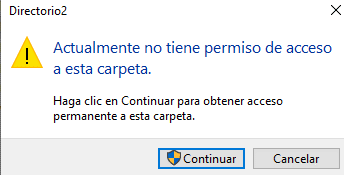 Directorio2
Actualmente no tiene permiso de acceso
a esta carpeta.
Haga clic en Continuar para obtener acceso
permanente a esta carpeta.
Continuar
Cancelar